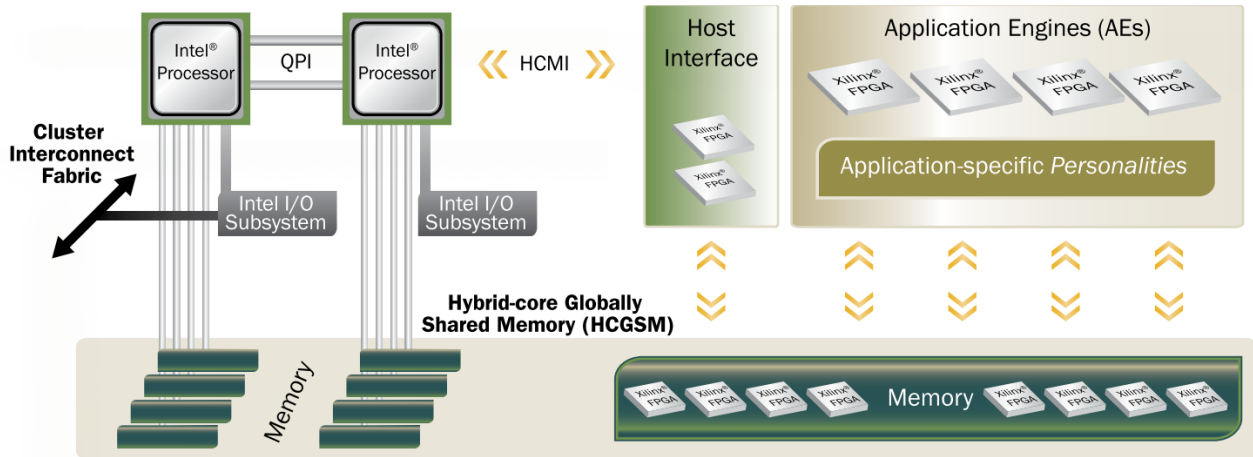 Intel®
Processor
QPI
Intel®
Processor
HCMI
Host
Interface
Xilinx®
FPGA
Xilinx®
FPGA
Application Engines (AEs)
Xilinx®
FPGA
Xilinx®
FPGA
Xilinx®
FPGA
Xilinx®
FPGA
Application-specific Personalities
Cluster
Interconnect
Fabric
Intel I/O
Subsystem
Intel I/O
Subsystem
Hybrid-core Globally
Shared Memory (HCGSM)
Memory
Xilinx®
FPGA
Xilinx®
FPGA
Xilinx®
FPGA
Xilinx®
FPGA
Memory
Xilinx®
FPGA
Xilinx®
FPGA
Xilinx®
FPGA
Xilinx®
FPGA